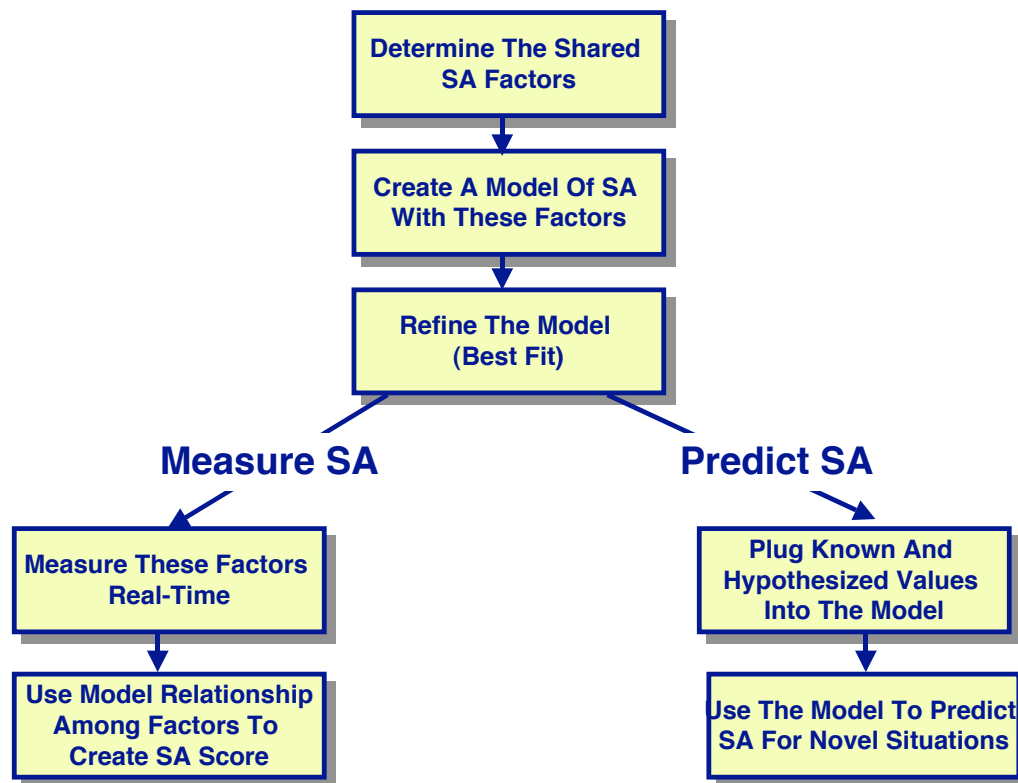 Determine The Shared
SA Factors
Create A Model Of SA
With These Factors
Refine The Model
(Best Fit)
Measure SA
Predict SA
Measure These Factors
Real-Time
Plug Known And
Hypothesized Values
Into The Model
Use Model Relationship
Among Factors To
Create SA Score
Use The Model To Predict
SA For Novel Situations